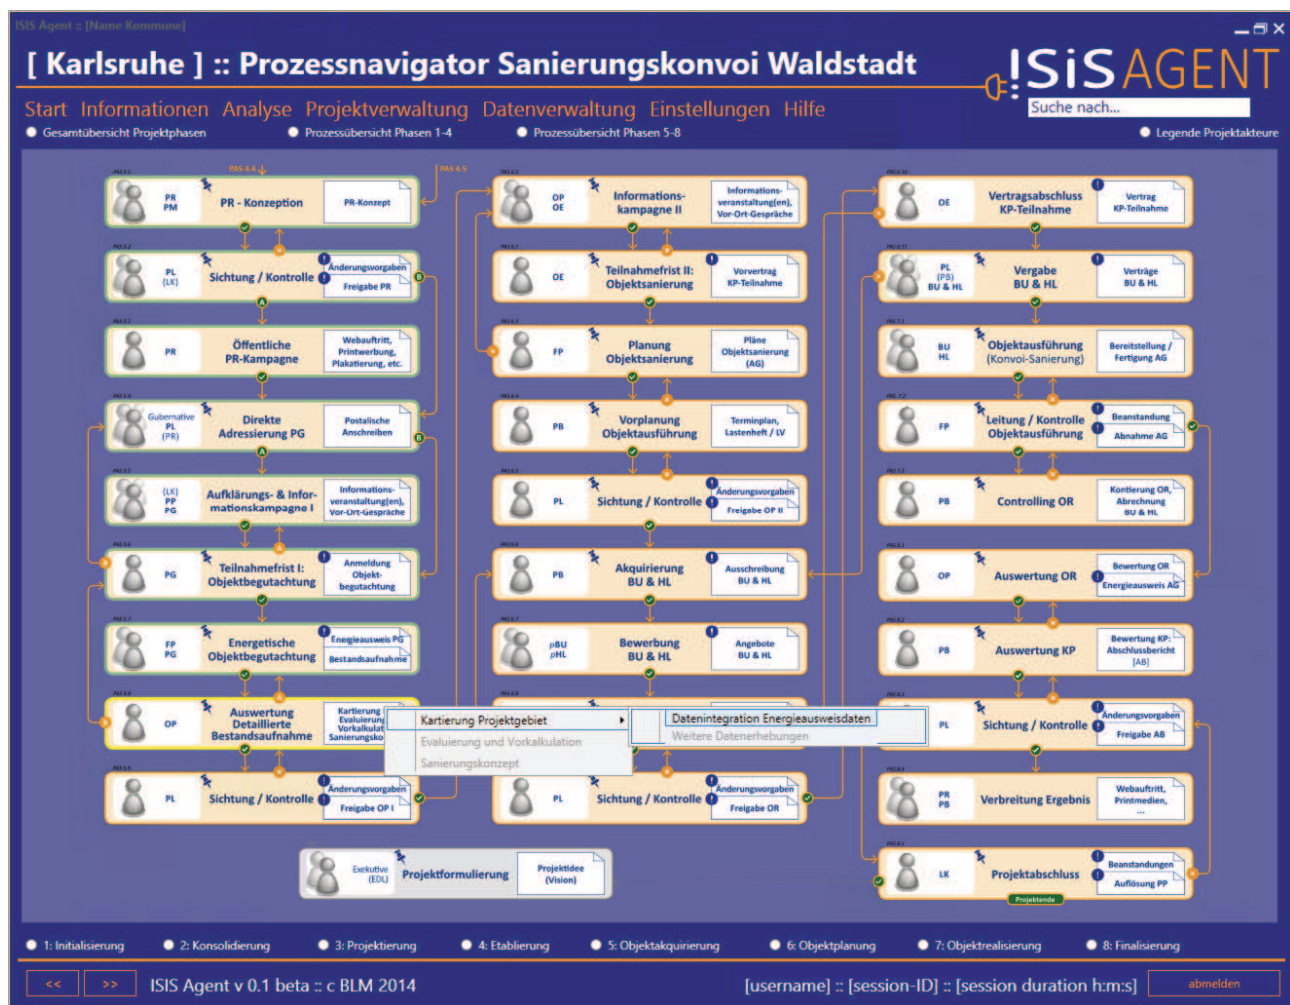 ISIS Agent :: [Name Kommune]
[ Karlsruhe ] :: Prozessnavigator Sanierungskonvoi Waldstadt
!SiS AGENT
Start Informationen Analyse Projektverwaltung Datenverwaltung Einstellungen Hilfe
Suche nach...
Gesamtübersicht Projektphasen
Prozessübersicht Phasen 1-4
Prozessübersicht Phasen 5-8
Legende Projektakteure
PAS 4.4
PAS 4.5
PR
PM
PR - Konzeption
PR-Konzept
PL
(LK)
Sichtung / Kontrolle
Änderungsvorgaben
Freigabe PR
B
A
PR
Öffentliche
PR-Kampagne
Webauftritt,
Printwerbung,
Plakatierung, etc.
Gubernative
PL
(PR)
Direkte
Adressierung PG
Postalische
Anschreiben
B
A
(LK)
PP
PG
Aufklärungs- & Infor-
mationskampagne I
Informations-
veranstaltung(en),
Vor-Ort-Gespräche
PG
Teilnahmefrist I:
Objektbegutachtung
Anmeldung
Objekt-
begutachtung
FP
PG
Energetische
Objektbegutachtung
Energieausweis PG
Bestandsaufnahme
OP
Auswertung
Detaillierte
Bestandsaufnahme
Kartierung
Evaluierung
Vorkalkulat
Sanierungsko
PL
Sichtung / Kontrolle
Änderungsvorgaben
Freigabe OP I
OP
OE
Informations-
kampagne II
Informations-
veranstaltung(en),
Vor-Ort-Gespräche
OE
Teilnahmefrist II:
Objektsanierung
Vorvertrag
KP-Teilnahme
FP
Planung
Objektsanierung
Pläne
Objektsanierung
(AG)
PB
Vorplanung
Objektausführung
Terminplan,
Lastenheft / LV
PL
Sichtung / Kontrolle
Änderungsvorgaben
Freigabe OP II
PB
Akquirierung
BU & HL
Ausschreibung
BU & HL
pBU
pHL
Bewerbung
BU & HL
Angebote
BU & HL
Kartierung Projektgebiet
Evaluierung und Vorkalkulation
Sanierungskonzept
Datenintegration Energieausweisdaten
Weitere Datenerhebungen
PL
Sichtung / Kontrolle
Änderungsvorgaben
Freigabe OR
OE
Vertragsabschluss
KP-Teilnahme
Vertrag
KP-Teilnahme
PL
(PB)
BU & HL
Vergabe
BU & HL
Verträge
BU & HL
BU
HL
Objektausführung
(Konvoi-Sanierung)
Bereitstellung /
Fertigung AG
FP
Leitung / Kontrolle
Objektausführung
Beanstandung
Abnahme AG
PB
Controlling OR
Kontierung OR,
Abrechnung
BU & HL
OP
Auswertung OR
Bewertung OR
Energieausweis AG
PB
Auswertung KP
Bewertung KP:
Abschlussbericht
[AB]
PL
Sichtung / Kontrolle
Änderungsvorgaben
Freigabe AB
PR
PB
Verbreitung Ergebnis
Webauftritt,
Printmedien,
...
LK
Projektabschluss
Beanstandungen
Auflösung PP
Projektende
Exekutive
(EDL)
Projektformulierung
Projektidee
(Vision)
1: Initialisierung
2: Konsolidierung
3: Projektierung
4: Etablierung
5: Objektakquirierung
6: Objektplanung
7: Objektrealisierung
8: Finalisierung
<<
>>
ISIS Agent v 0.1 beta :: c BLM 2014
[username] :: [session-ID] :: [session duration h:m:s]
abmelden